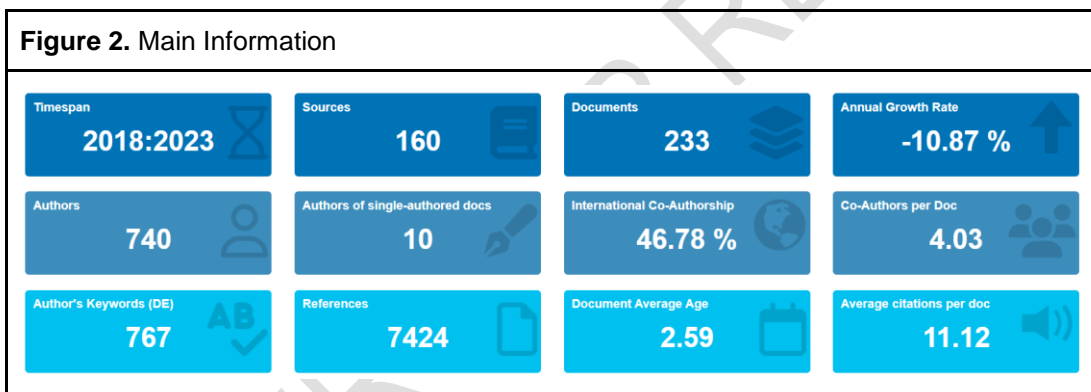 Figure 2. Main Information
Timespan
2018:2023
Sources
160
Documents
233
Annual Growth Rate
-10.87 %
Authors
740
Authors of single-authored docs
10
International Co-Authorship
46.78 %
Co-Authors per Doc
4.03
Author's Keywords (DE)
767
AB
References
7424
Document Average Age
2.59
Average citations per doc
11.12